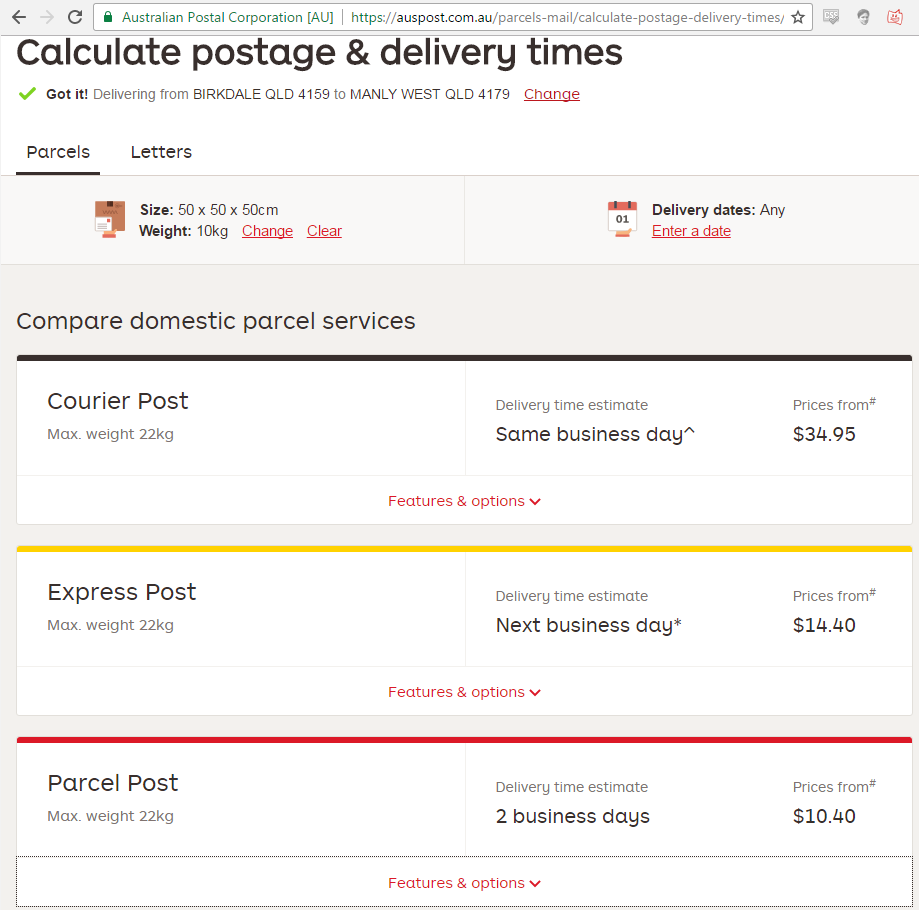 Australian Postal Corporation [AU] https://auspost.com.au/parcels-mail/calculate-postage-delivery-times/
Calculate postage & delivery times
Got it! Delivering from BIRKDALE QLD 4159 to MANLY WEST QLD 4179 Change
Parcels Letters
Size: 50 x 50 x 50cm
Weight: 10kg Change Clear
01
Delivery dates: Any
Enter a date
Compare domestic parcel services
Courier Post
Max. weight 22kg
Delivery time estimate
Same business day^
Prices from#
$34.95
Features & options
Express Post
Max. weight 22kg
Delivery time estimate
Next business day*
Prices from#
$14.40
Features & options
Parcel Post
Max. weight 22kg
Delivery time estimate
2 business days
Prices from#
$10.40
Features & options